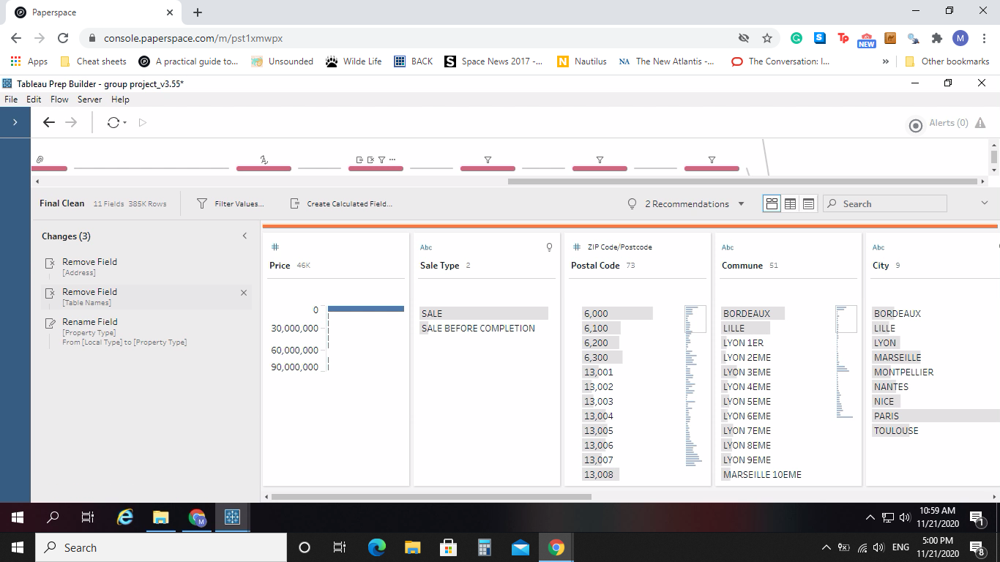 Paperspace
console.paperspace.com/m/pst1xmwpx
NEW
M
Apps
Cheat sheets
A practical guide to...
Unsounded
Wilde Life
BACK
Space News 2017 -...
Nautilus
NA The New Atlantis -...
The Conversation: I...
»
Other bookmarks
Tableau Prep Builder - group project_v3.55*
File Edit Flow Server Help
Alerts (0)
Final Clean 11 Fields 385K Rows
Filter Values...
Create Calculated Field...
2 Recommendations
Search
Changes (3)
Remove Field
[Address]
Remove Field
[Table Names]
Rename Field
[Property Type]
From [Local Type] to [Property Type]
#
Price 46K
0
30,000,000
60,000,000
90,000,000
Abc
Sale Type 2
SALE
SALE BEFORE COMPLETION
# ZIP Code/Postcode
Postal Code 73
6,000
6,100
6,200
6,300
13,001
13,002
13,003
13,004
13,005
13,006
13,007
13,008
Abc
Commune 51
BORDEAUX
LILLE
LYON 1ER
LYON 2EME
LYON 3EME
LYON 4EME
LYON 5EME
LYON 6EME
LYON 7EME
LYON 8EME
LYON 9EME
MARSEILLE 10EME
Abc
City 9
BORDEAUX
LILLE
LYON
MARSEILLE
MONTPELLIER
NANTES
NICE
PARIS
TOULOUSE
10:59 AM
11/21/2020
1
Search
ENG
5:00 PM
11/21/2020
8